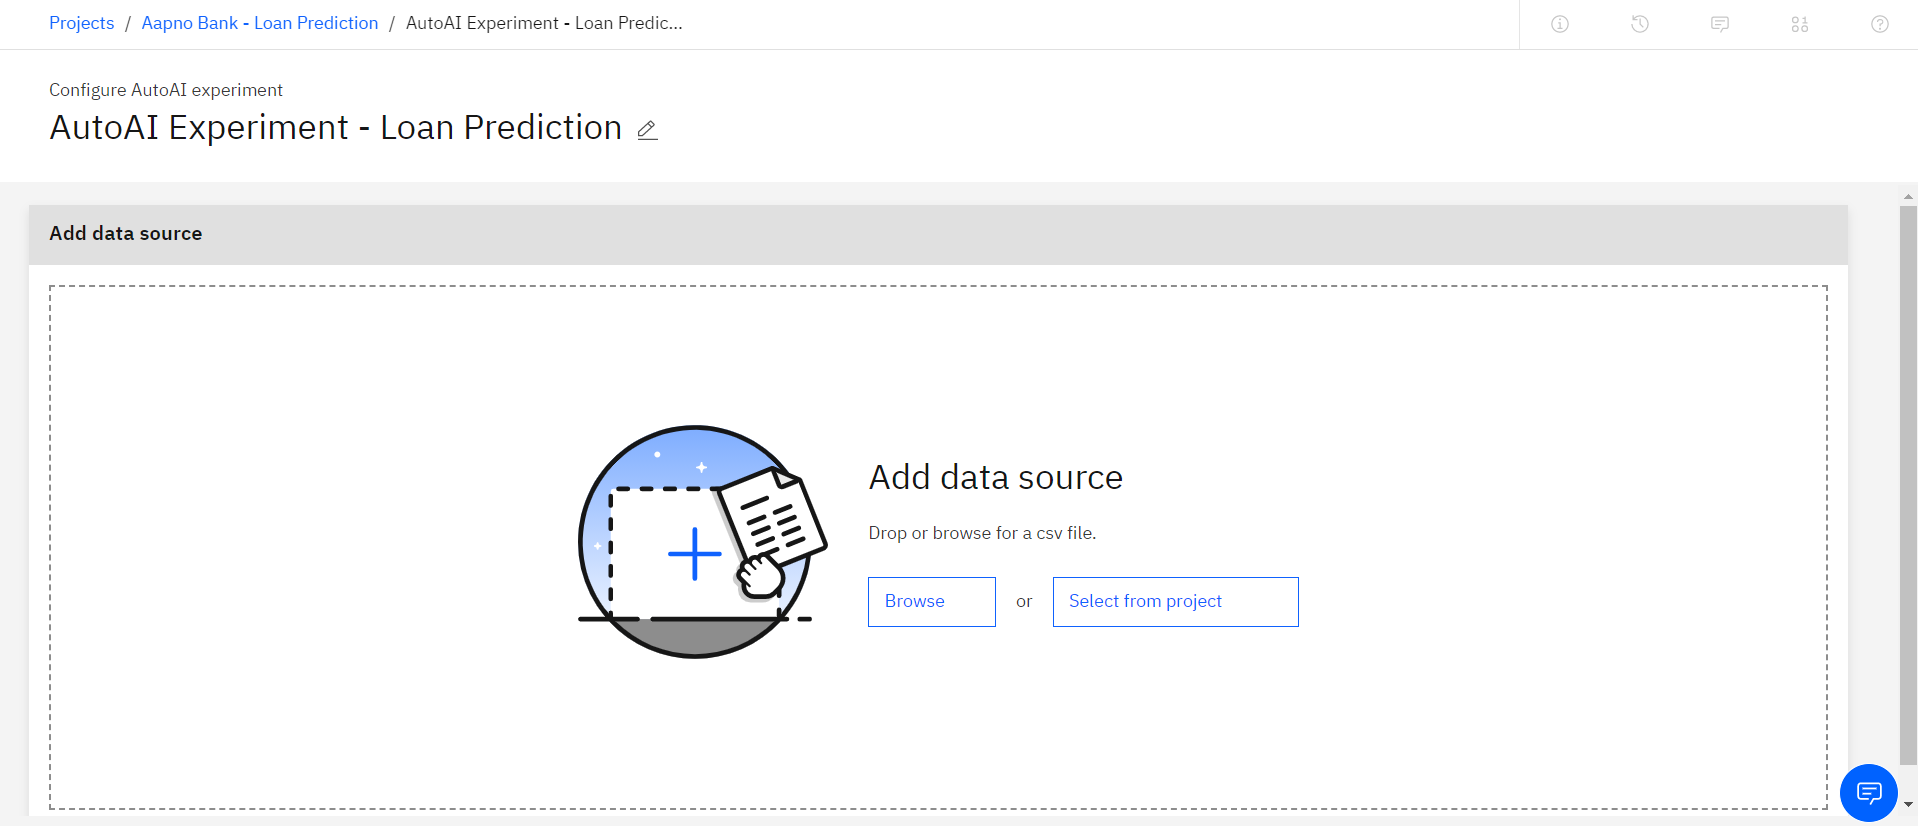 Projects / Aapno Bank - Loan Prediction / AutoAI Experiment - Loan Predic...
Configure AutoAI experiment
AutoAI Experiment - Loan Prediction
Add data source
Add data source
Drop or browse for a csv file.
Browse or Select from project